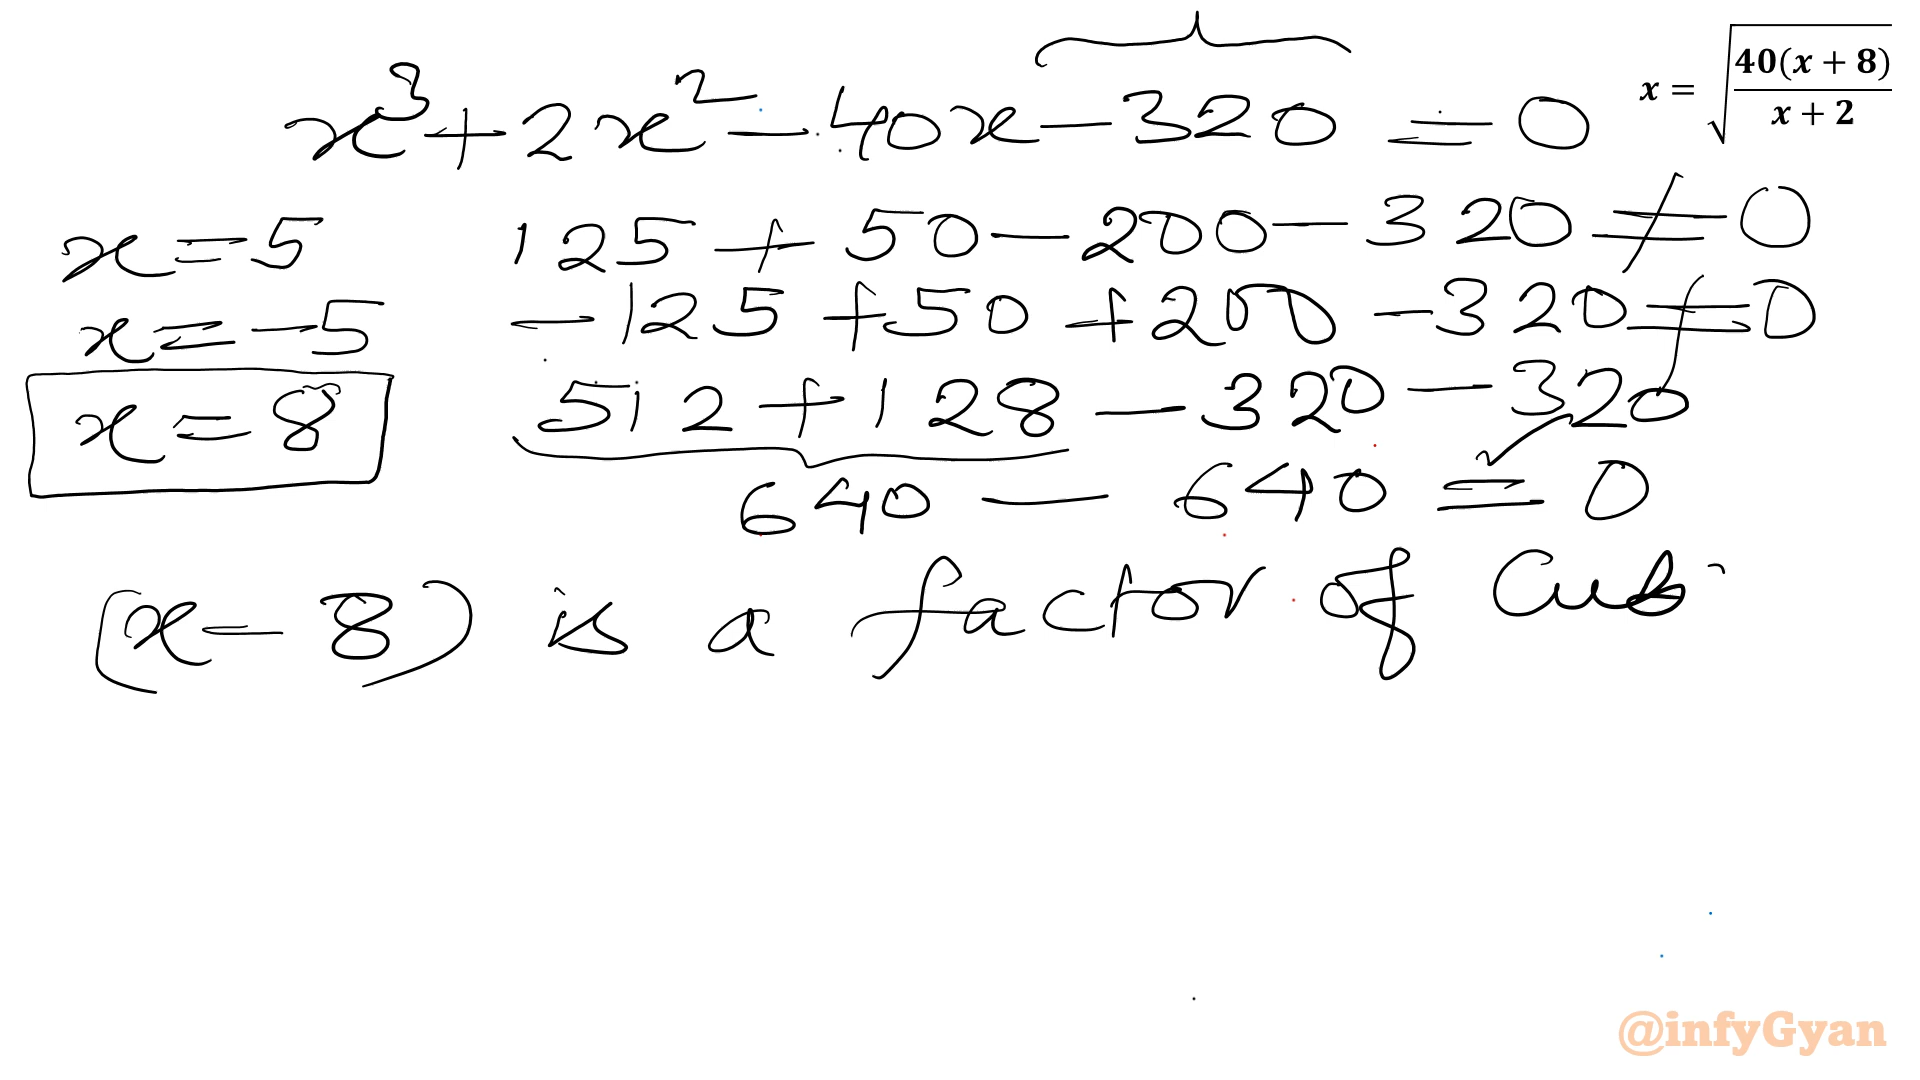 x³ + 2x² - 40x - 320 = 0
x = √(40(x + 8)/(x + 2))
x = 5 125 + 50 - 200 - 320 ≠ 0
x = -5 -125 + 50 + 200 - 320 ≠ 0
x = 8 512 + 128 - 320 - 320
640 - 640 = 0
(x - 8) is a factor of Cub
@infyGyan